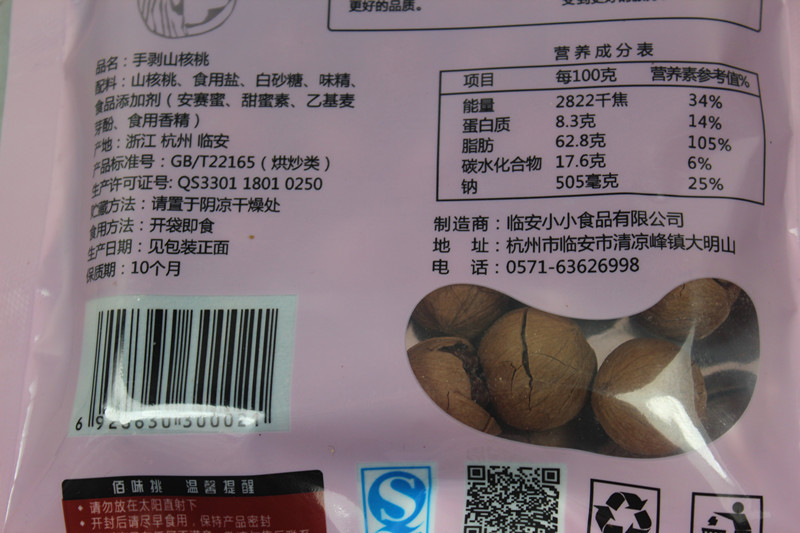 更好的品质。
品名：手剥山核桃
配料：山核桃、食用盐、白砂糖、味精、
食品添加剂（安赛蜜、甜蜜素、乙基麦
芽酚、食用香精）
产地：浙江 杭州 临安
产品标准号：GB/T22165（烘炒类）
生产许可证号: QS3301 1801 0250
贮藏方法：请置于阴凉干燥处
食用方法：开袋即食
生产日期：见包装正面
保质期：10个月
营养成分表
项目 每100克 营养素参考值%
能量 2822千焦 34%
蛋白质 8.3克 14%
脂肪 62.8克 105%
碳水化合物 17.6克 6%
钠 505毫克 25%
制造商：临安小小食品有限公司
地 址：杭州市临安市清凉峰镇大明山
电 话：0571-63626998
佰味挑 温馨提醒
• 请勿放在太阳直射下
• 开封后请尽早食用，保持产品密封
S